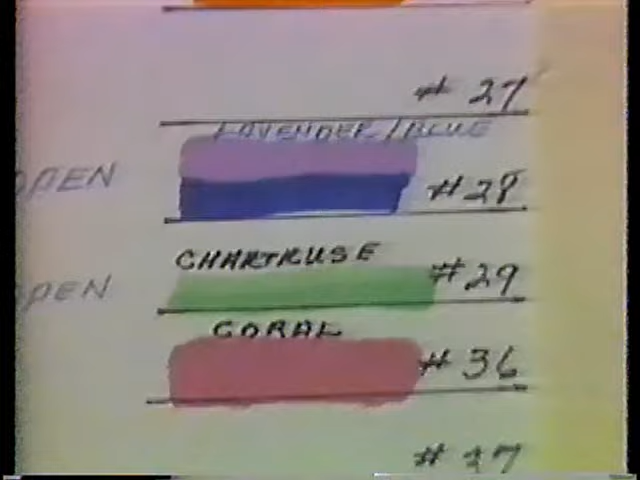 # 27
LAVENDER/BLUE
OPEN #28
CHARTRUSE
OPEN #29
CORAL
#36
# 37